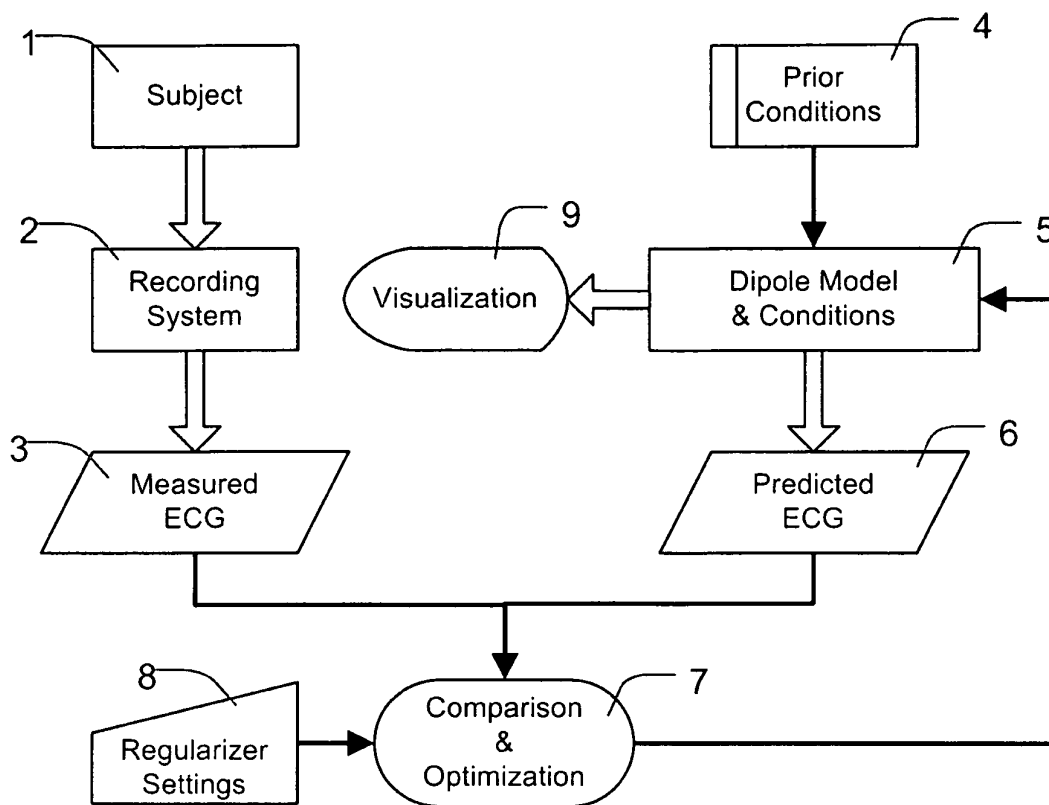 1
Subject
4
Prior
Conditions
2
Recording
System
9
Visualization
5
Dipole Model
& Conditions
3
Measured
ECG
6
Predicted
ECG
8
Regularizer
Settings
7
Comparison
&
Optimization